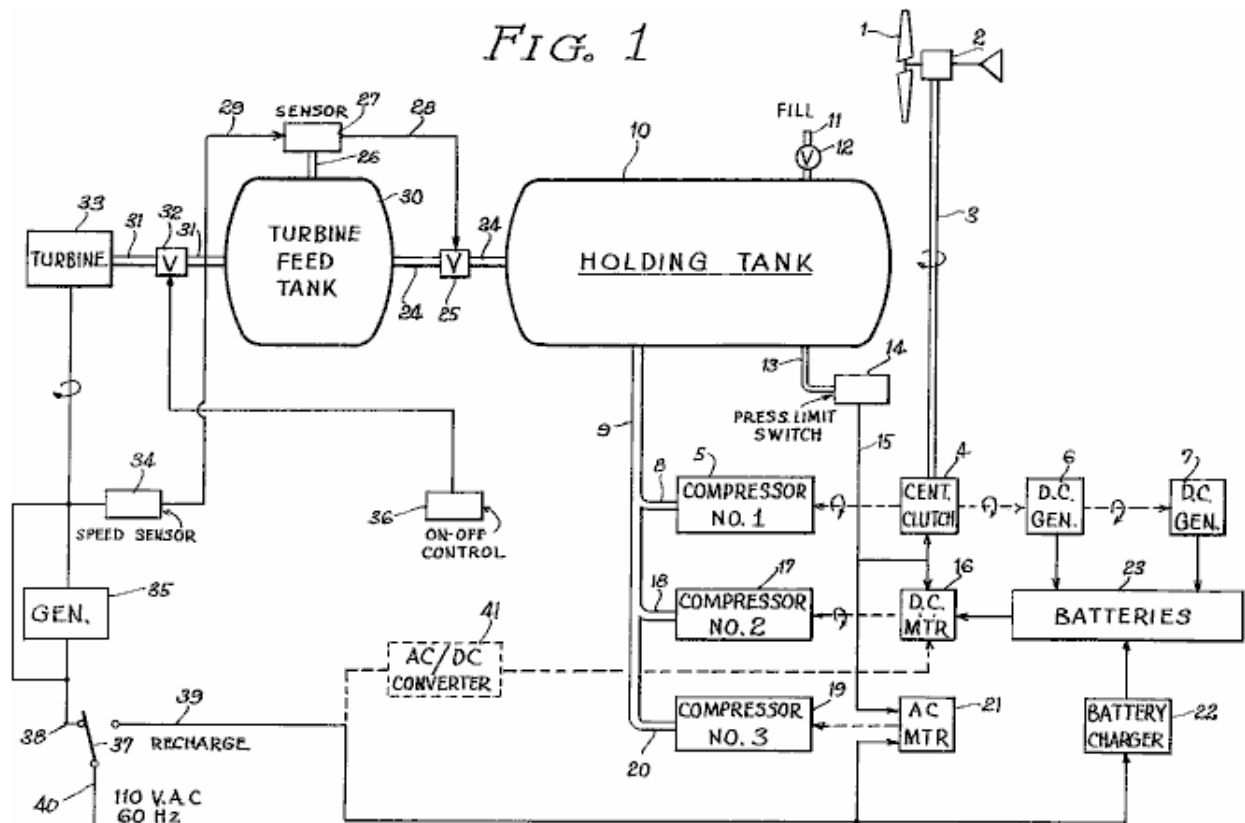 FIG. 1
1
2
29
SENSOR
27
28
FILL
11
12
V
10
26
30
3
33
31
32
31
TURBINE
V
TURBINE
FEED
TANK
24
V
24
25
HOLDING TANK
13
14
PRESS. LIMIT
SWITCH
9
15
34
SPEED SENSOR
36
ON-OFF
CONTROL
8
5
COMPRESSOR
NO. 1
4
CENT.
CLUTCH
6
D.C.
GEN.
7
D.C.
GEN.
35
GEN.
18
17
COMPRESSOR
NO. 2
16
D.C.
MTR
23
BATTERIES
41
AC/DC
CONVERTER
38
37
39
RECHARGE
20
19
COMPRESSOR
NO. 3
21
AC
MTR
22
BATTERY
CHARGER
40
110 V.A.C
60 Hz